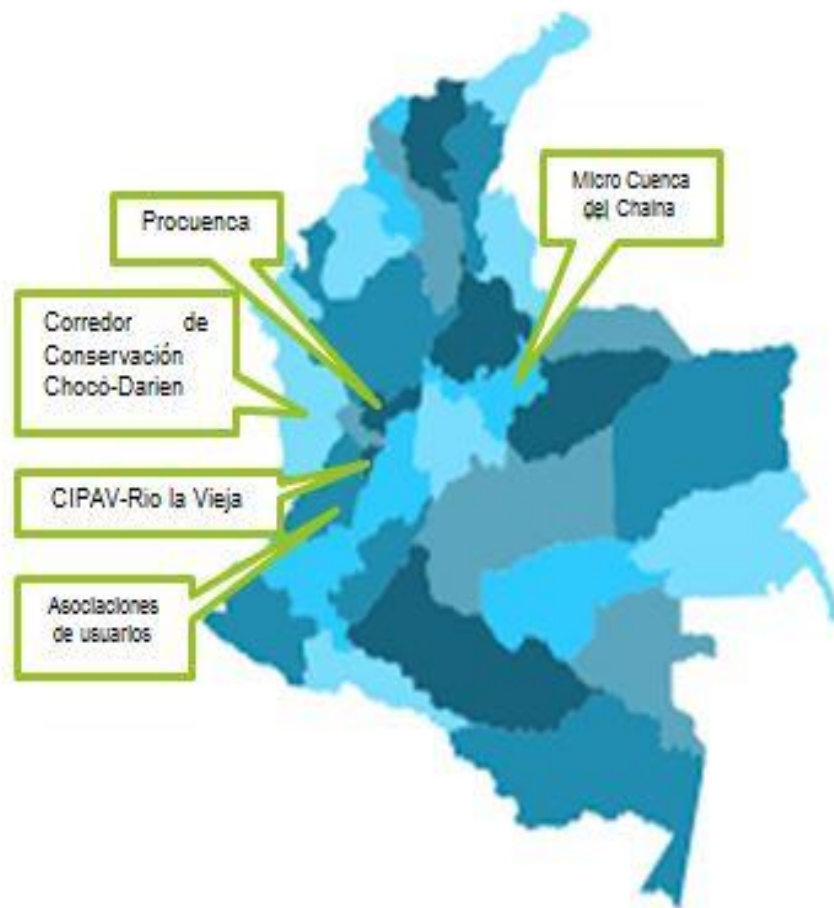 Micro Cuenca
del Chaina
Procuenca
Corredor de
Conservación
Chocó-Darien
CIPAV-Rio la Vieja
Asociaciones
de usuarios